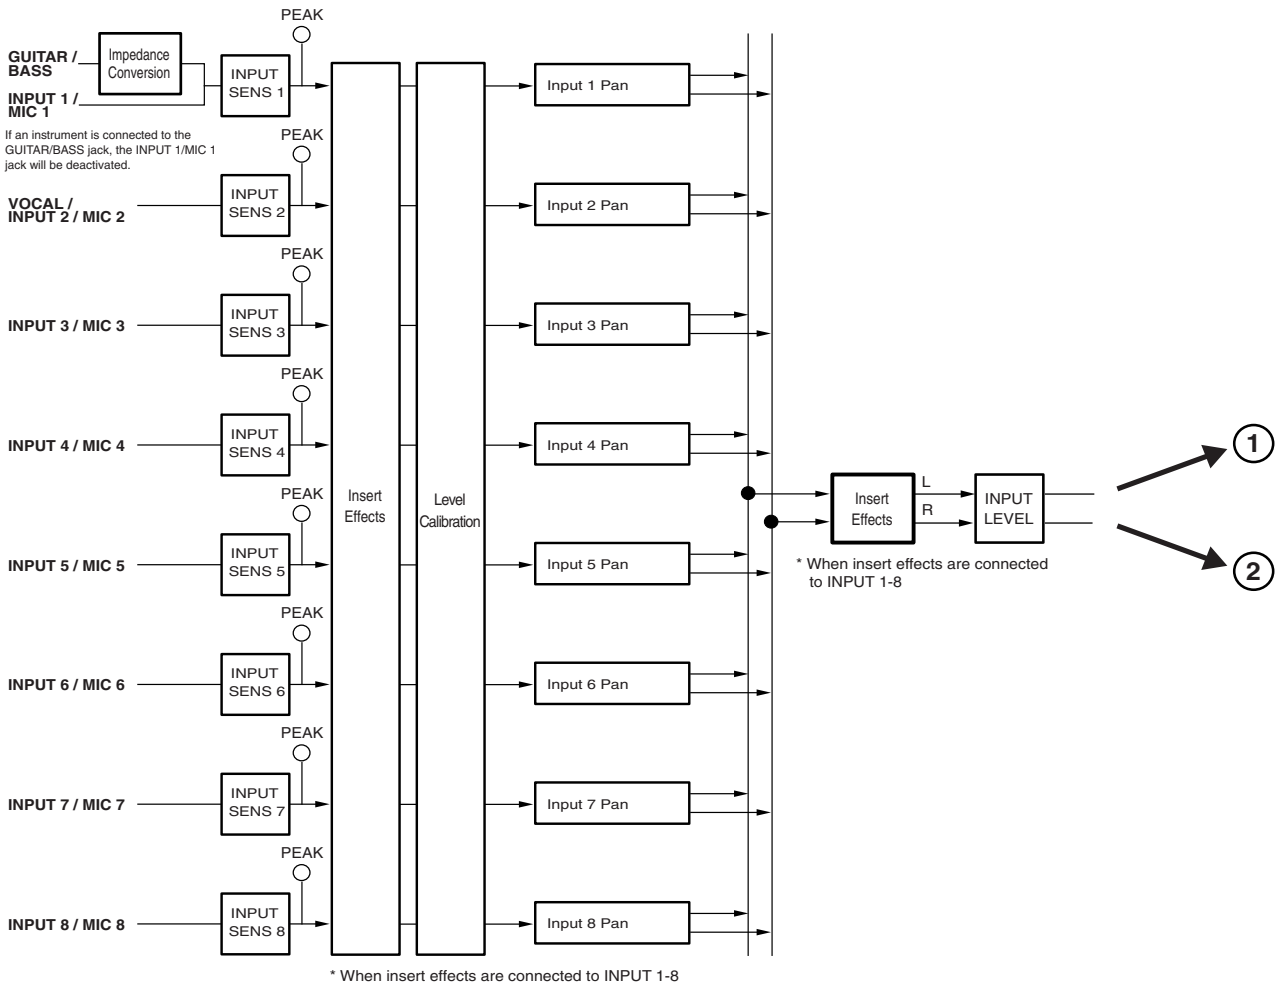 PEAK
GUITAR /
BASS
Impedance
Conversion
INPUT
SENS 1
INPUT 1 /
MIC 1
Input 1 Pan
If an instrument is connected to the
GUITAR/BASS jack, the INPUT 1/MIC 1
jack will be deactivated.
PEAK
VOCAL /
INPUT 2 / MIC 2
INPUT
SENS 2
Input 2 Pan
PEAK
INPUT 3 / MIC 3
INPUT
SENS 3
Input 3 Pan
PEAK
INPUT 4 / MIC 4
INPUT
SENS 4
Input 4 Pan
1
PEAK
Insert
Effects
Level
Calibration
Insert
Effects
L
R
INPUT
LEVEL
INPUT 5 / MIC 5
INPUT
SENS 5
Input 5 Pan
* When insert effects are connected
to INPUT 1-8
2
PEAK
INPUT 6 / MIC 6
INPUT
SENS 6
Input 6 Pan
PEAK
INPUT 7 / MIC 7
INPUT
SENS 7
Input 7 Pan
PEAK
INPUT 8 / MIC 8
INPUT
SENS 8
Input 8 Pan
* When insert effects are connected to INPUT 1-8